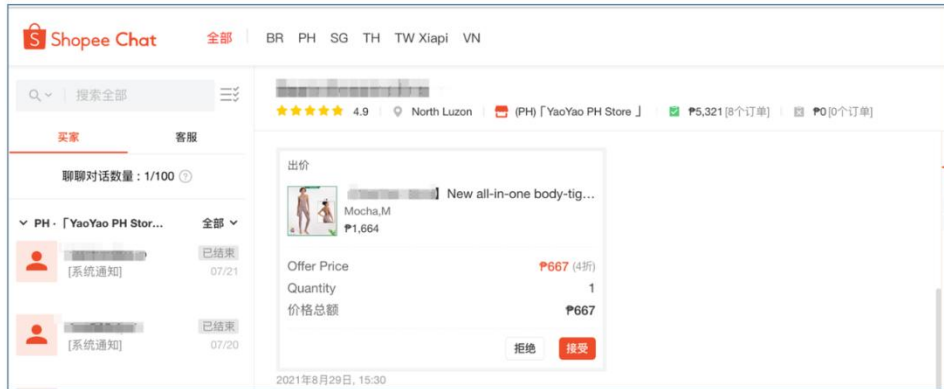 Shopee Chat 全部 BR PH SG TH TW Xiapi VN
搜索全部
买家 客服
聊聊对话数量：1/100
PH -「YaoYao PH Stor... 全部
已结束
[系统通知] 07/21
已结束
[系统通知] 07/20
4.9 North Luzon (PH)「YaoYao PH Store 」 ₱5,321 [8个订单] ₱0 [0个订单]
出价
】 New all-in-one body-tig...
Mocha,M
₱1,664
Offer Price ₱667 (4折)
Quantity 1
价格总额 ₱667
拒绝 接受
2021年8月29日, 15:30